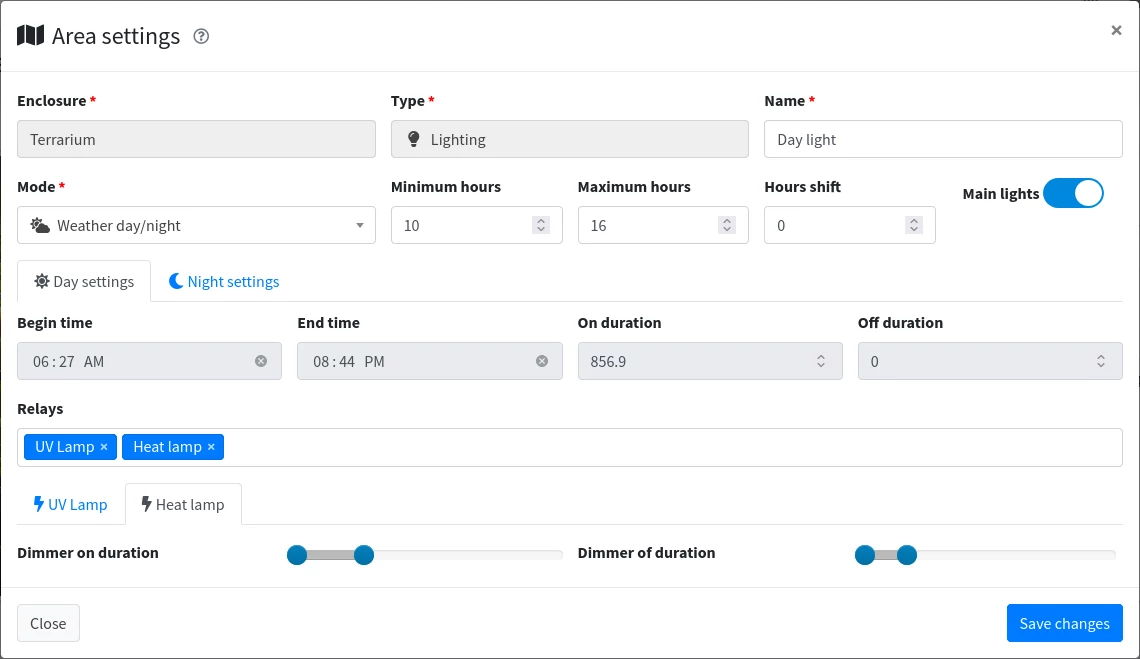 Area settings ?
×
Enclosure * Type * Name *
Terrarium Lighting Day light
Mode * Minimum hours Maximum hours Hours shift Main lights
Weather day/night 10 16 0
Day settings Night settings
Begin time End time On duration Off duration
06 : 27 AM 08 : 44 PM 856.9 0
Relays
UV Lamp × Heat lamp ×
UV Lamp Heat lamp
Dimmer on duration Dimmer of duration
Close Save changes